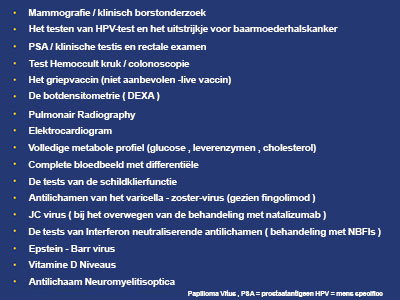 • Mammografie / klinisch borstonderzoek
• Het testen van HPV-test en het uitstrijkje voor baarmoederhalskanker
• PSA / klinische testis en rectale examen
• Test Hemoccult kruk / colonoscopie
• Het griepvaccin (niet aanbevolen -live vaccin)
• De botdensitometrie ( DEXA )
• Pulmonair Radiography
• Elektrocardiogram
• Volledige metabole profiel (glucose , leverenzymen , cholesterol)
• Complete bloedbeeld met differentiële
• De tests van de schildklierfunctie
• Antilichamen van het varicella - zoster-virus (gezien fingolimod )
• JC virus ( bij het overwegen van de behandeling met natalizumab )
• De tests van Interferon neutraliserende antilichamen ( behandeling met NBFIs )
• Epstein - Barr virus
• Vitamine D Niveaus
• Antilichaam Neuromyelitisoptica
Papilloma Vitus , PSA = prostaatantigeen HPV = mens specifico